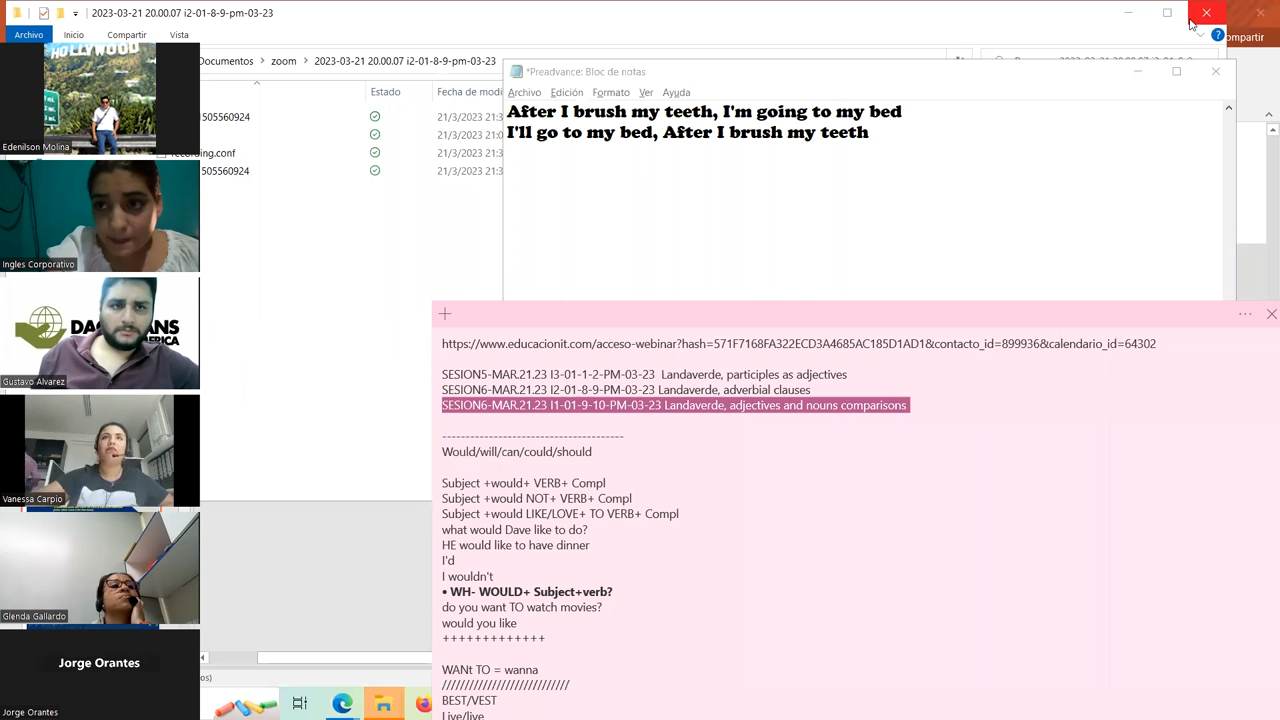 2023-03-21 20.00.07 i2-01-8-9-pm-03-23
Archivo Inicio Compartir Vista
ompartir
ocumentos > zoom > 2023-03-21 20.00.07 i2-01-8-9-pm-03-23
Estado Fecha de modi
1505560924 21/3/2023 21:3
21/3/2023 21:0
recording.conf 21/3/2023 21:3
1505560924 21/3/2023 21:3
*Preadvance: Bloc de notas
Archivo Edición Formato Ver Ayuda
After I brush my teeth, I'm going to my bed
I'll go to my bed, After I brush my teeth
HOLLYWOOD
Edenilson Molina
Ingles Corporativo
Gustavo Alvarez
Vanessa Carpio
Glenda Gallardo
Jorge Orantes
Jorge Orantes
https://www.educacionit.com/acceso-webinar?hash=571F7168FA322ECD3A4685AC185D1AD1&contacto_id=899936&calendario_id=64302
SESION5-MAR.21.23 I3-01-1-2-PM-03-23 Landaverde, participles as adjectives
SESION6-MAR.21.23 I2-01-8-9-PM-03-23 Landaverde, adverbial clauses
SESION6-MAR.21.23 I1-01-9-10-PM-03-23 Landaverde, adjectives and nouns comparisons
---------------------------------------
Would/will/can/could/should
Subject +would+ VERB+ Compl
Subject +would NOT+ VERB+ Compl
Subject +would LIKE/LOVE+ TO VERB+ Compl
what would Dave like to do?
HE would like to have dinner
I'd
I wouldn't
• WH- WOULD+ Subject+verb?
do you want TO watch movies?
would you like
+++++++++++++
WANt TO = wanna
///////////////////////////
BEST/VEST
Live/live